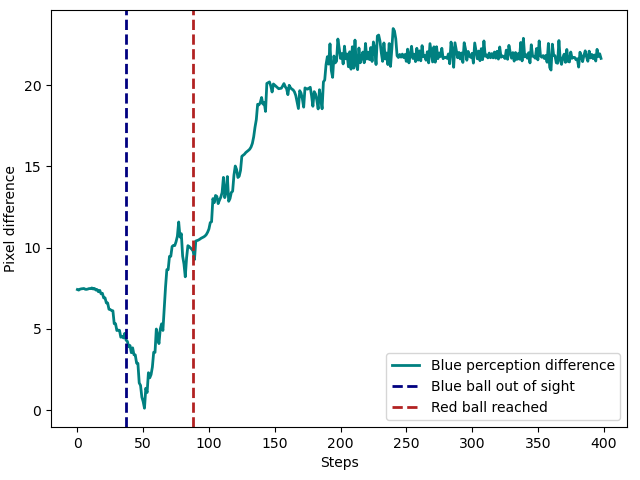 20
15
10
5
0
Pixel difference
Blue perception difference
Blue ball out of sight
Red ball reached
0 50 100 150 200 250 300 350 400
Steps